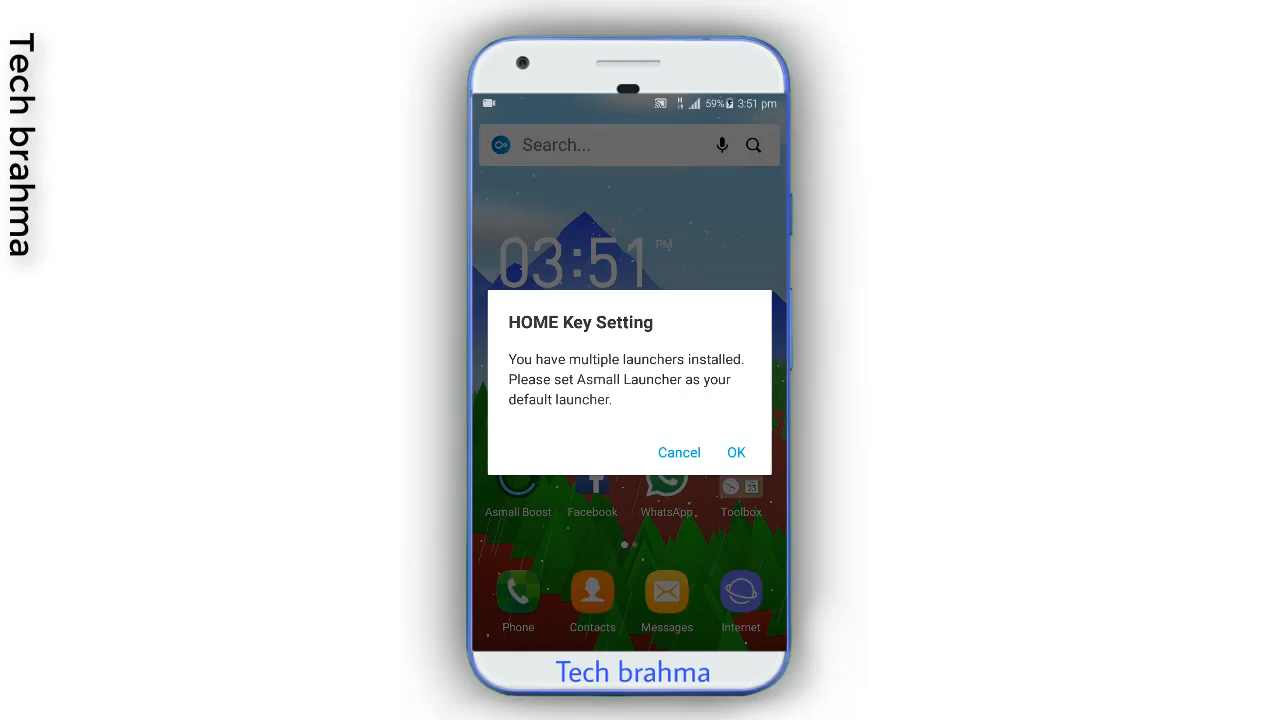 Tech brahma
59% 3:51 pm
Search...
03:51 PM
HOME Key Setting
You have multiple launchers installed.
Please set Asmall Launcher as your
default launcher.
Cancel OK
23
Asmall Boost Facebook WhatsApp Toolbox
Phone Contacts Messages Internet
Tech brahma